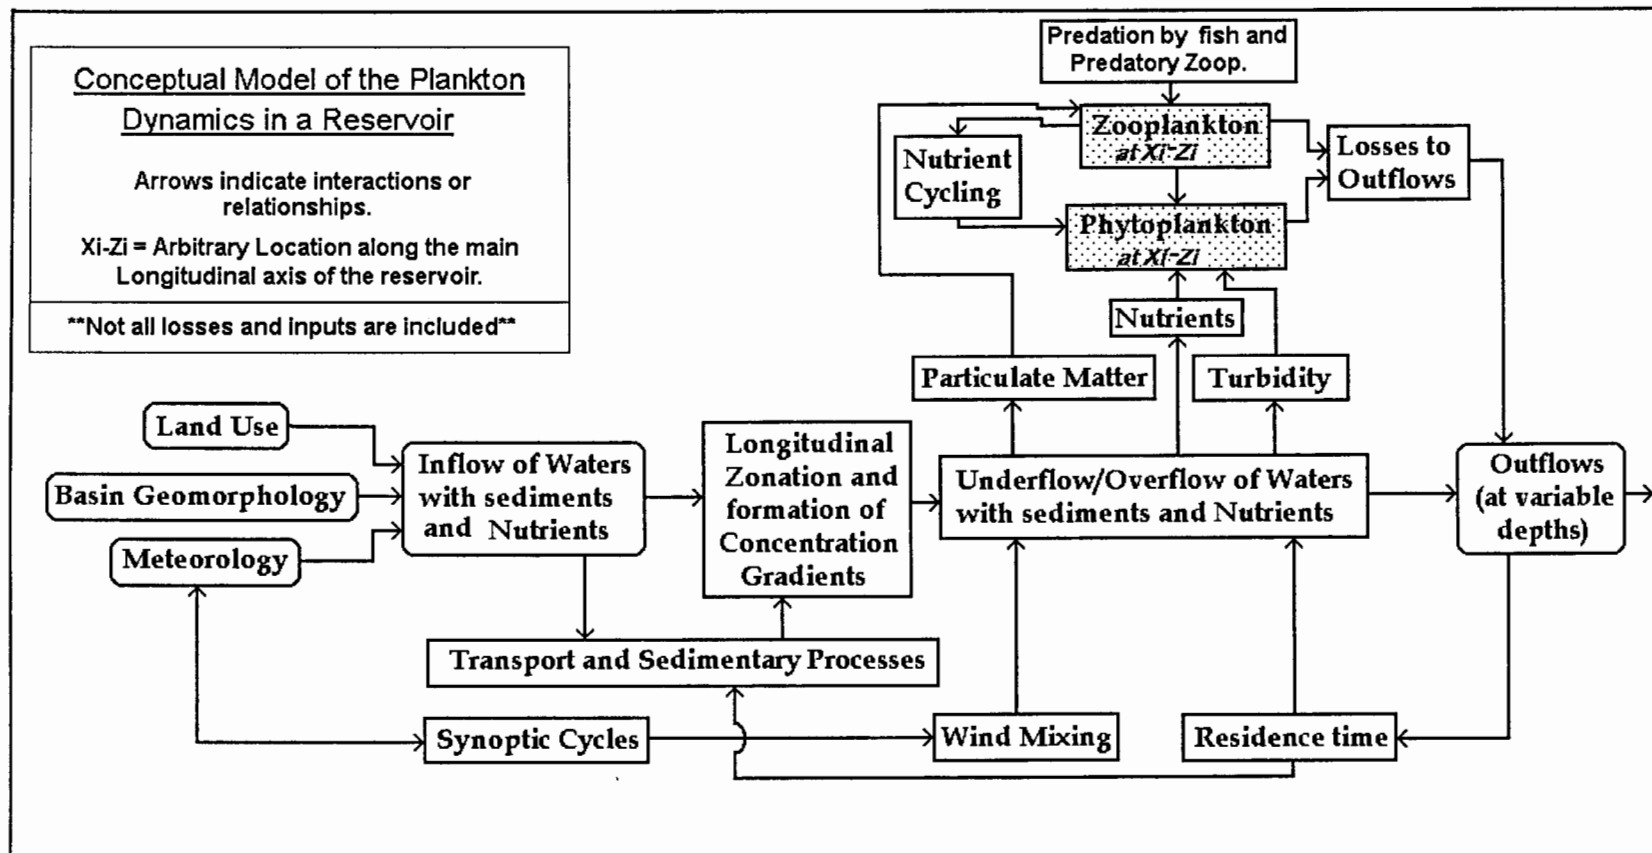 Conceptual Model of the Plankton
Dynamics in a Reservoir
Arrows indicate interactions or
relationships.
Xi-Zi = Arbitrary Location along the main
Longitudinal axis of the reservoir.
**Not all losses and inputs are included**
Predation by fish and
Predatory Zoop.
Zooplankton
at Xi-Zi
Nutrient
Cycling
Losses to
Outflows
Phytoplankton
at Xi-Zi
Nutrients
Particulate Matter
Turbidity
Land Use
Basin Geomorphology
Meteorology
Inflow of Waters
with sediments
and Nutrients
Longitudinal
Zonation and
formation of
Concentration
Gradients
Underflow/Overflow of Waters
with sediments and Nutrients
Outflows
(at variable
depths)
Transport and Sedimentary Processes
Synoptic Cycles
Wind Mixing
Residence time